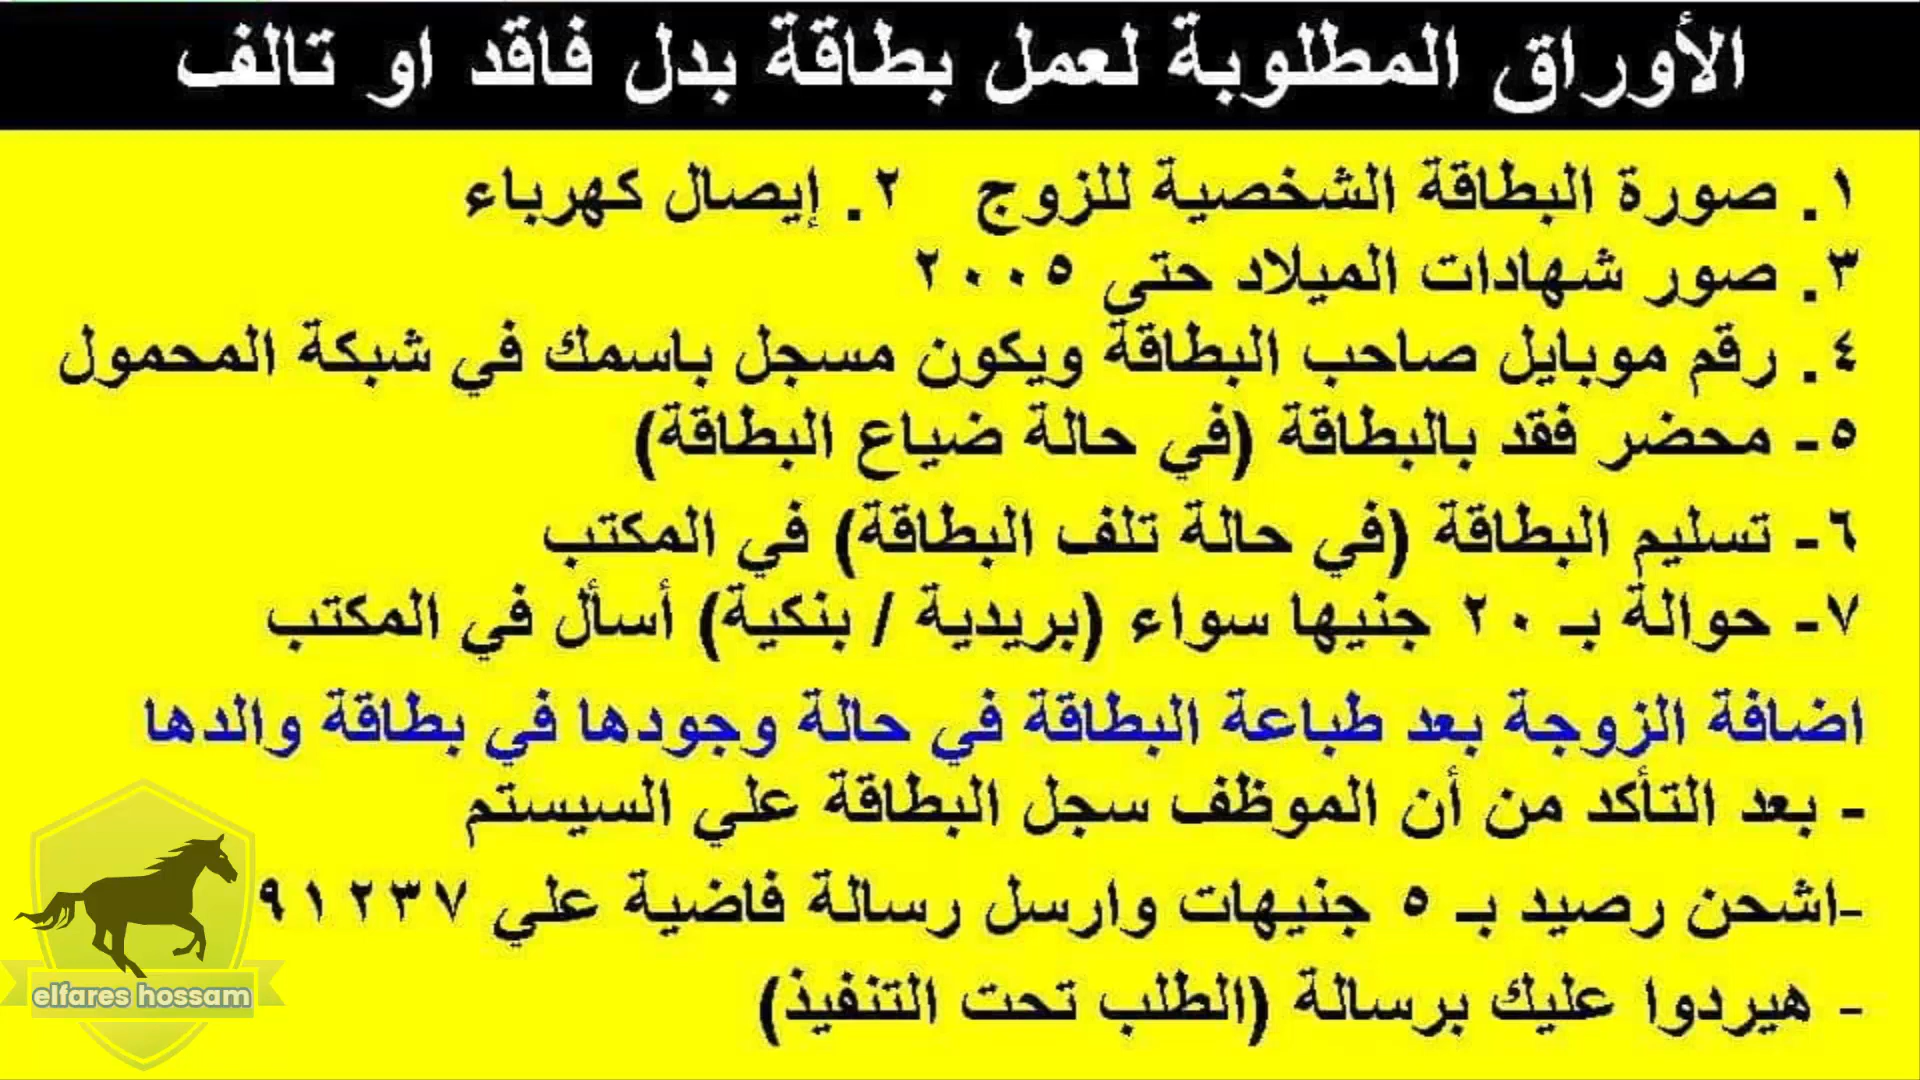 الأوراق المطلوبة لعمل بطاقة بدل فاقد او تالف
١. صورة البطاقة الشخصية للزوج ٢. إيصال كهرباء
٣. صور شهادات الميلاد حتى ٢٠٠٥
٤. رقم موبايل صاحب البطاقة ويكون مسجل باسمك في شبكة المحمول
٥- محضر فقد بالبطاقة (في حالة ضياع البطاقة)
٦- تسليم البطاقة (في حالة تلف البطاقة) في المكتب
٧- حوالة بـ ٢٠ جنيها سواء (بريدية / بنكية) أسأل في المكتب
اضافة الزوجة بعد طباعة البطاقة في حالة وجودها في بطاقة والدها
- بعد التأكد من أن الموظف سجل البطاقة علي السيستم
-اشحن رصيد بـ ٥ جنيهات وارسل رسالة فاضية علي ٩١٢٣٧
- هيردوا عليك برسالة (الطلب تحت التنفيذ)
elfares hossam